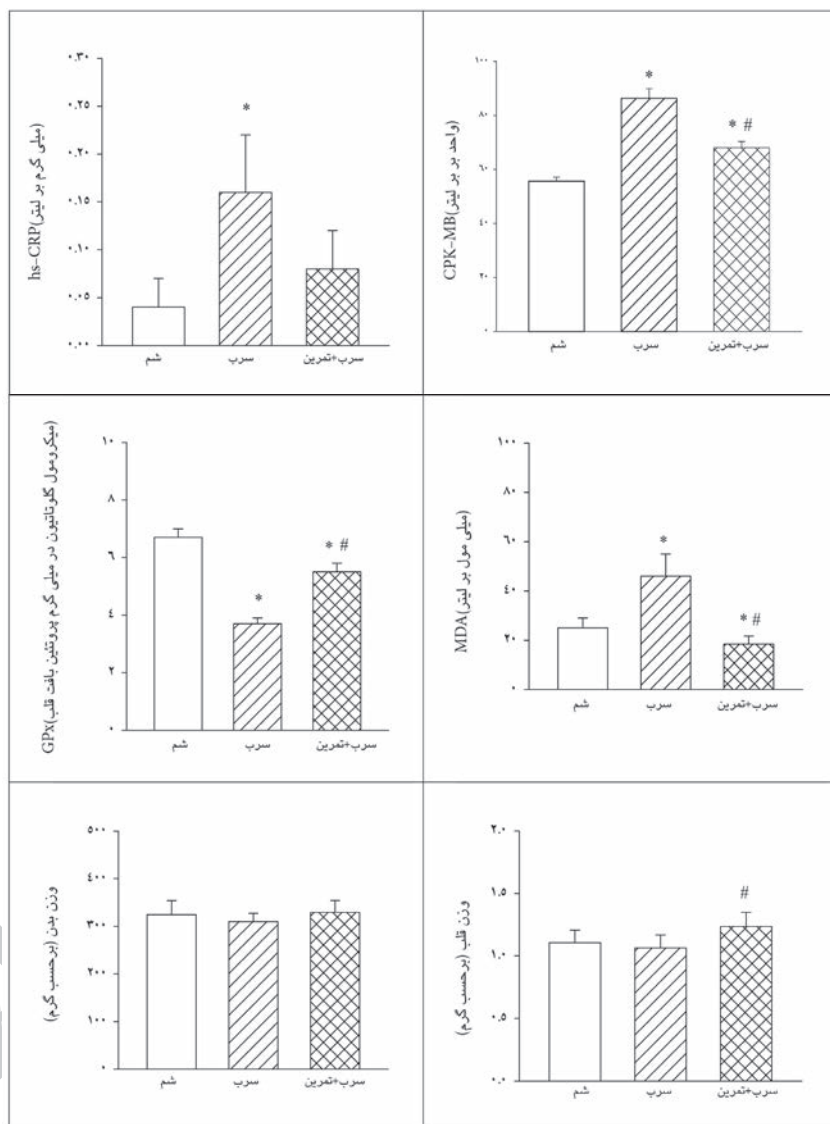 hs-CRP(میلی گرم بر لیتر)
۰.۳۰
۰.۲۵
*
۰.۲۰
۰.۱۵
۰.۱۰
۰.۰۵
۰.۰۰
شم
سرب
سرب+تمرین
CPK-MB(واحد بر بر لیتر)
۱۰۰
*
۸۰
* #
۶۰
٤۰
۲۰
۰
شم
سرب
سرب+تمرین
GPx(میکرومول گلوتاتیون در میلی گرم پروتئین بافت قلب)
۱۰
۸
۶
* #
٤
*
۲
۰
شم
سرب
سرب+تمرین
MDA(میلی مول بر لیتر)
۱۰۰
۸۰
۶۰
*
٤۰
۲۰
* #
۰
شم
سرب
سرب+تمرین
وزن بدن (برحسب گرم)
۵۰۰
٤۰۰
۳۰۰
۲۰۰
۱۰۰
۰
شم
سرب
سرب+تمرین
وزن قلب (برحسب گرم)
۲.۰
۱.۵
#
۱.۰
۰.۵
۰.۰
شم
سرب
سرب+تمرین